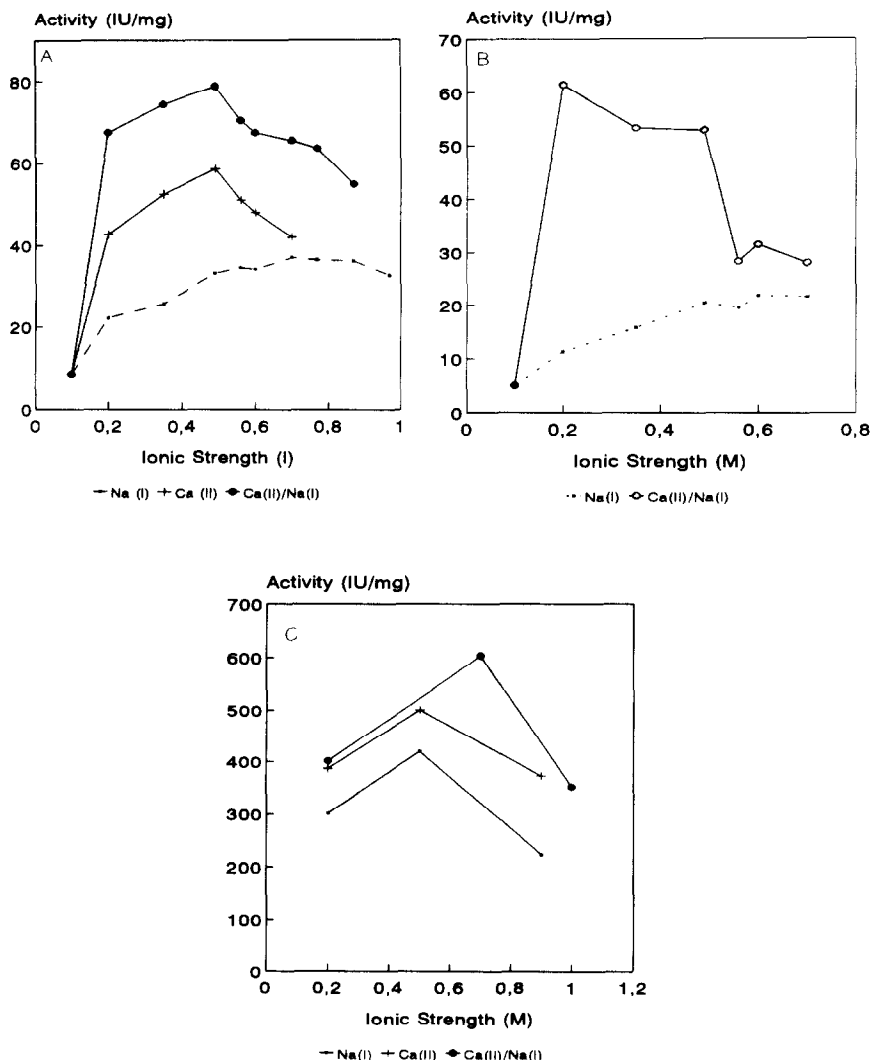 Activity (IU/mg)
A
80
60
40
20
0
0 0,2 0,4 0,6 0,8 1
Ionic Strength (I)
Na (I) Ca (II) Ca(II)/Na(I)
Activity (IU/mg)
B
70
60
50
40
30
20
10
0
0 0,2 0,4 0,6 0,8
Ionic Strength (M)
Na(I) Ca(II)/Na(I)
Activity (IU/mg)
C
700
600
500
400
300
200
100
0
0 0,2 0,4 0,6 0,8 1 1,2
Ionic Strength (M)
Na(I) Ca(II) Ca(II)/Na(I)